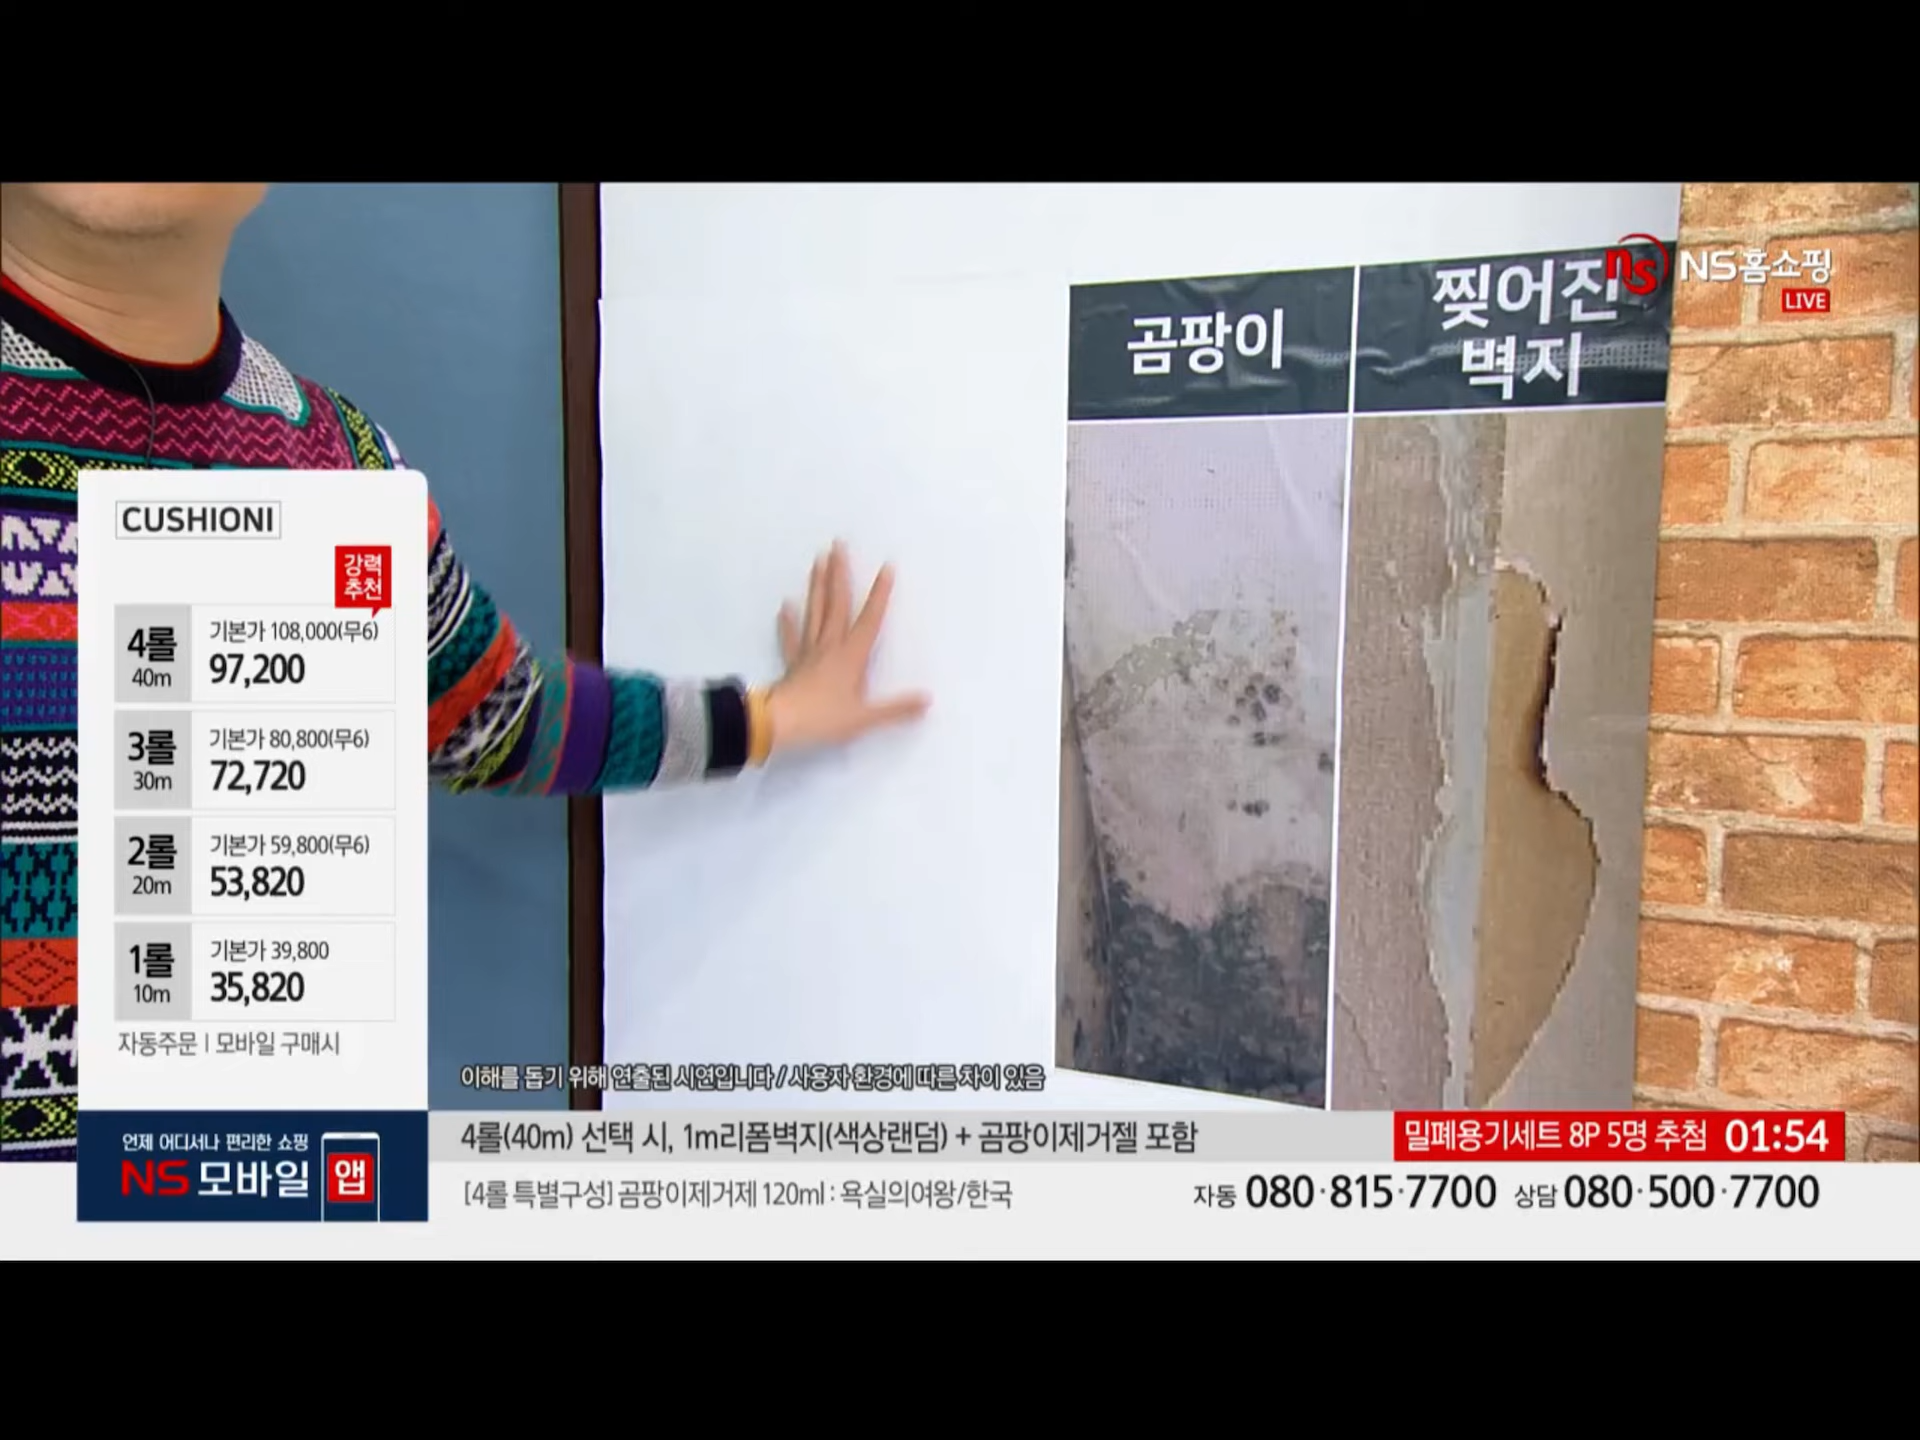 곰팡이
찢어진
벽지
ns NS홈쇼핑
LIVE
CUSHIONI
강력
추천
4롤
40m
기본가 108,000(무6)
97,200
3롤
30m
기본가 80,800(무6)
72,720
2롤
20m
기본가 59,800(무6)
53,820
1롤
10m
기본가 39,800
35,820
자동주문 | 모바일 구매시
이해를 돕기 위해 연출된 시연입니다 / 사용자 환경에 따른 차이 있음
언제 어디서나 편리한 쇼핑
NS 모바일 앱
4롤(40m) 선택 시, 1m리폼벽지(색상랜덤) + 곰팡이제거젤 포함
밀폐용기세트 8P 5명 추첨 01:54
[4롤 특별구성] 곰팡이제거제 120ml : 욕실의여왕/한국
자동 080·815·7700 상담 080·500·7700